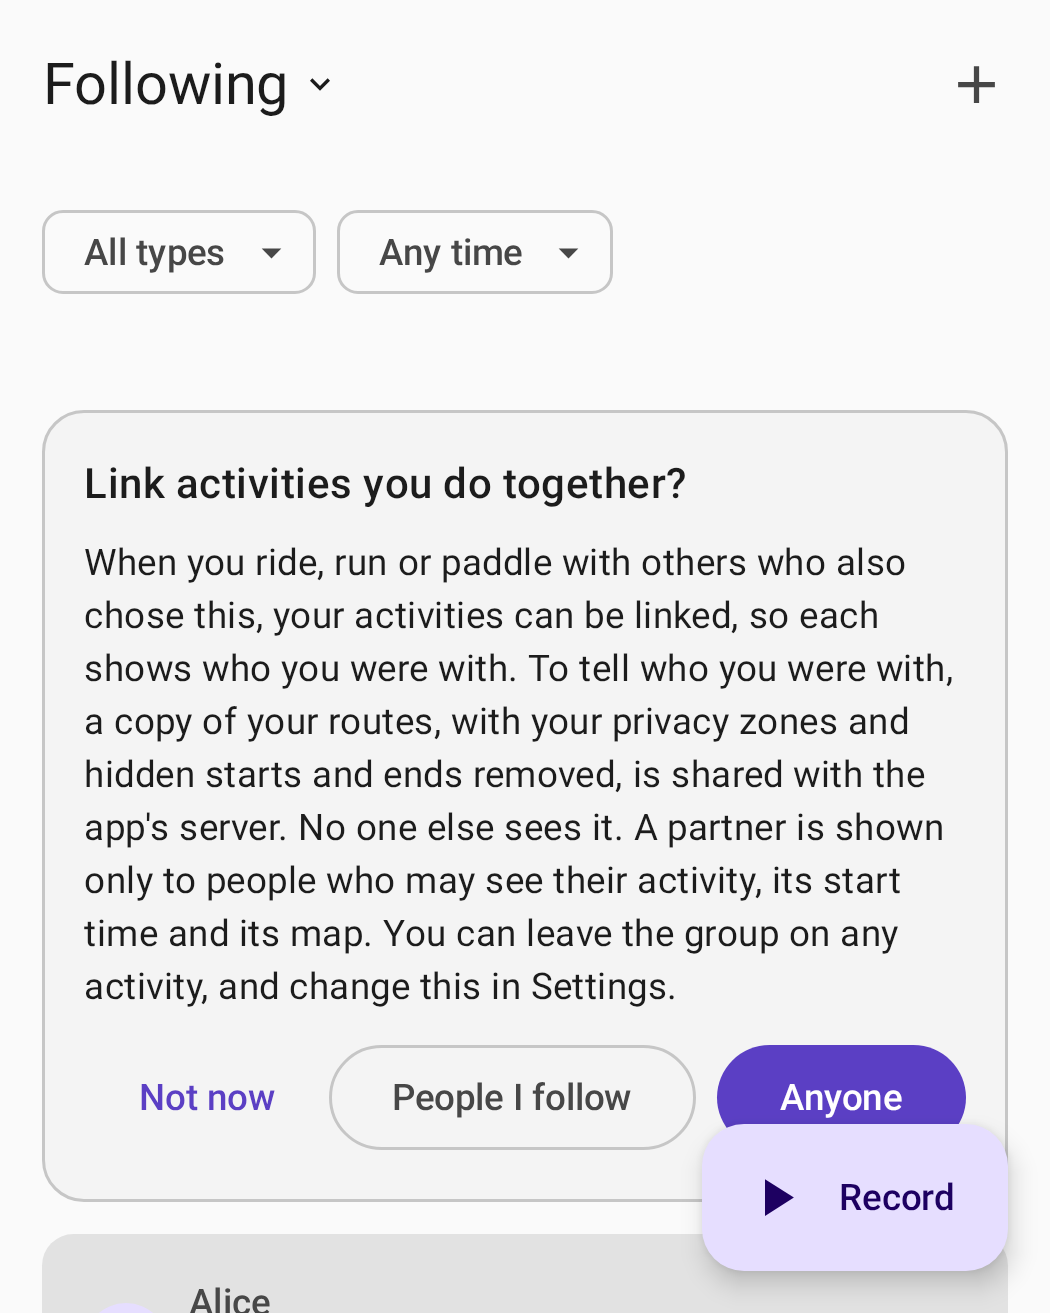 Following
All types
Any time
Link activities you do together?
When you ride, run or paddle with others who also
chose this, your activities can be linked, so each
shows who you were with. To tell who you were with,
a copy of your routes, with your privacy zones and
hidden starts and ends removed, is shared with the
app's server. No one else sees it. A partner is shown
only to people who may see their activity, its start
time and its map. You can leave the group on any
activity, and change this in Settings.
Not now
People I follow
Anyone
Record
Alice